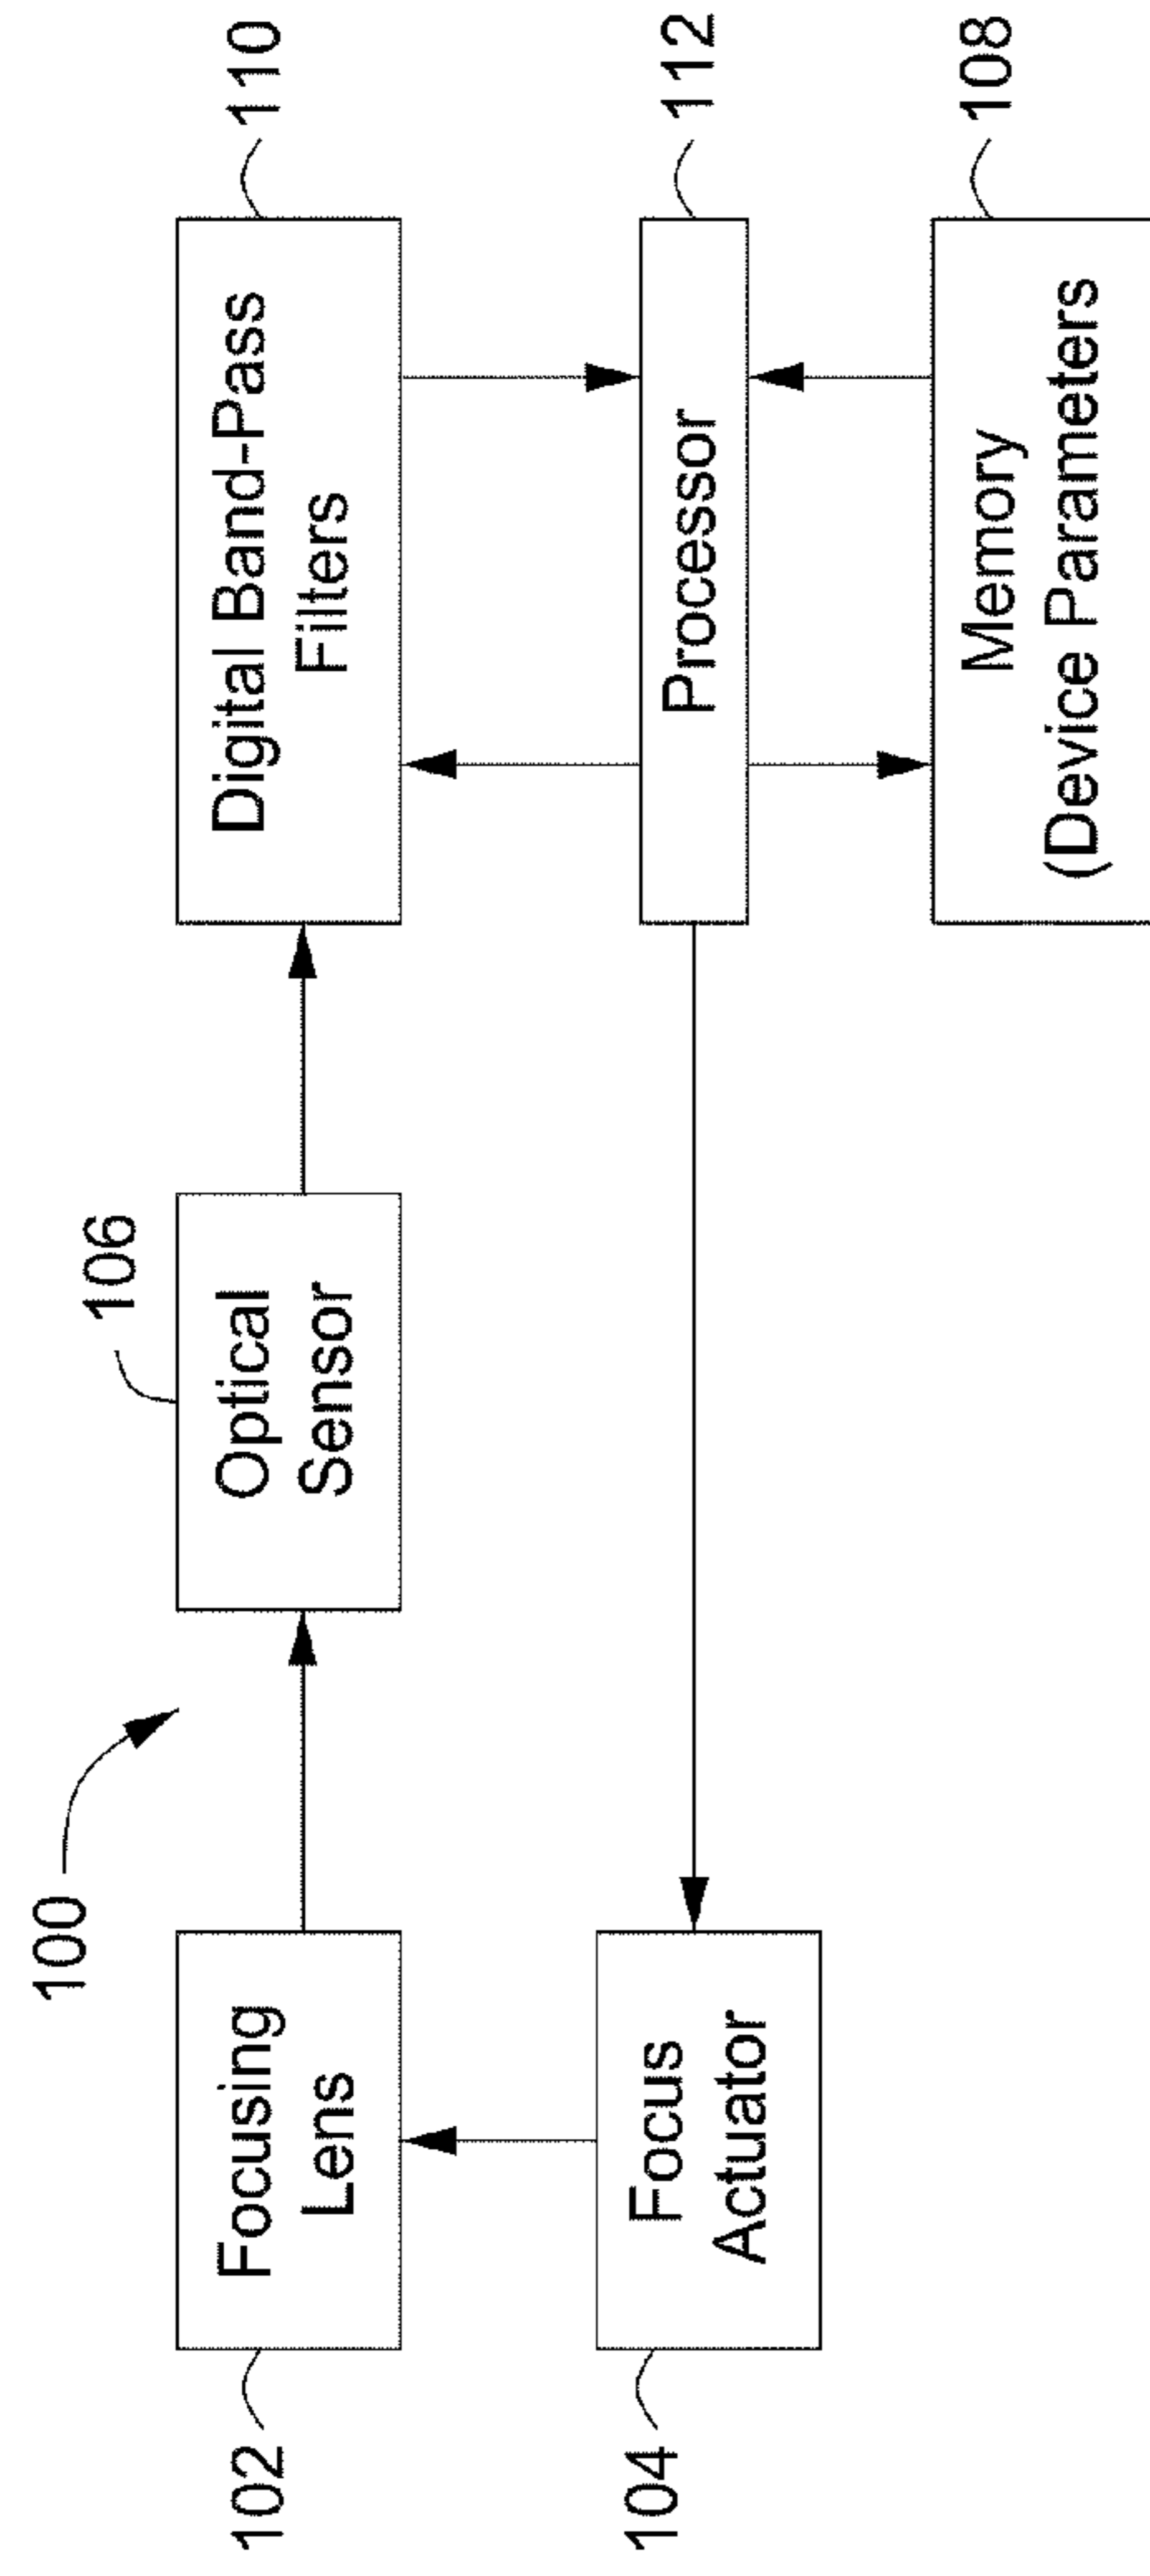 100
106
102
Focusing
Lens
Optical
Sensor
Digital Band-Pass
Filters
110
104
Focus
Actuator
Processor
112
Memory
(Device Parameters
108